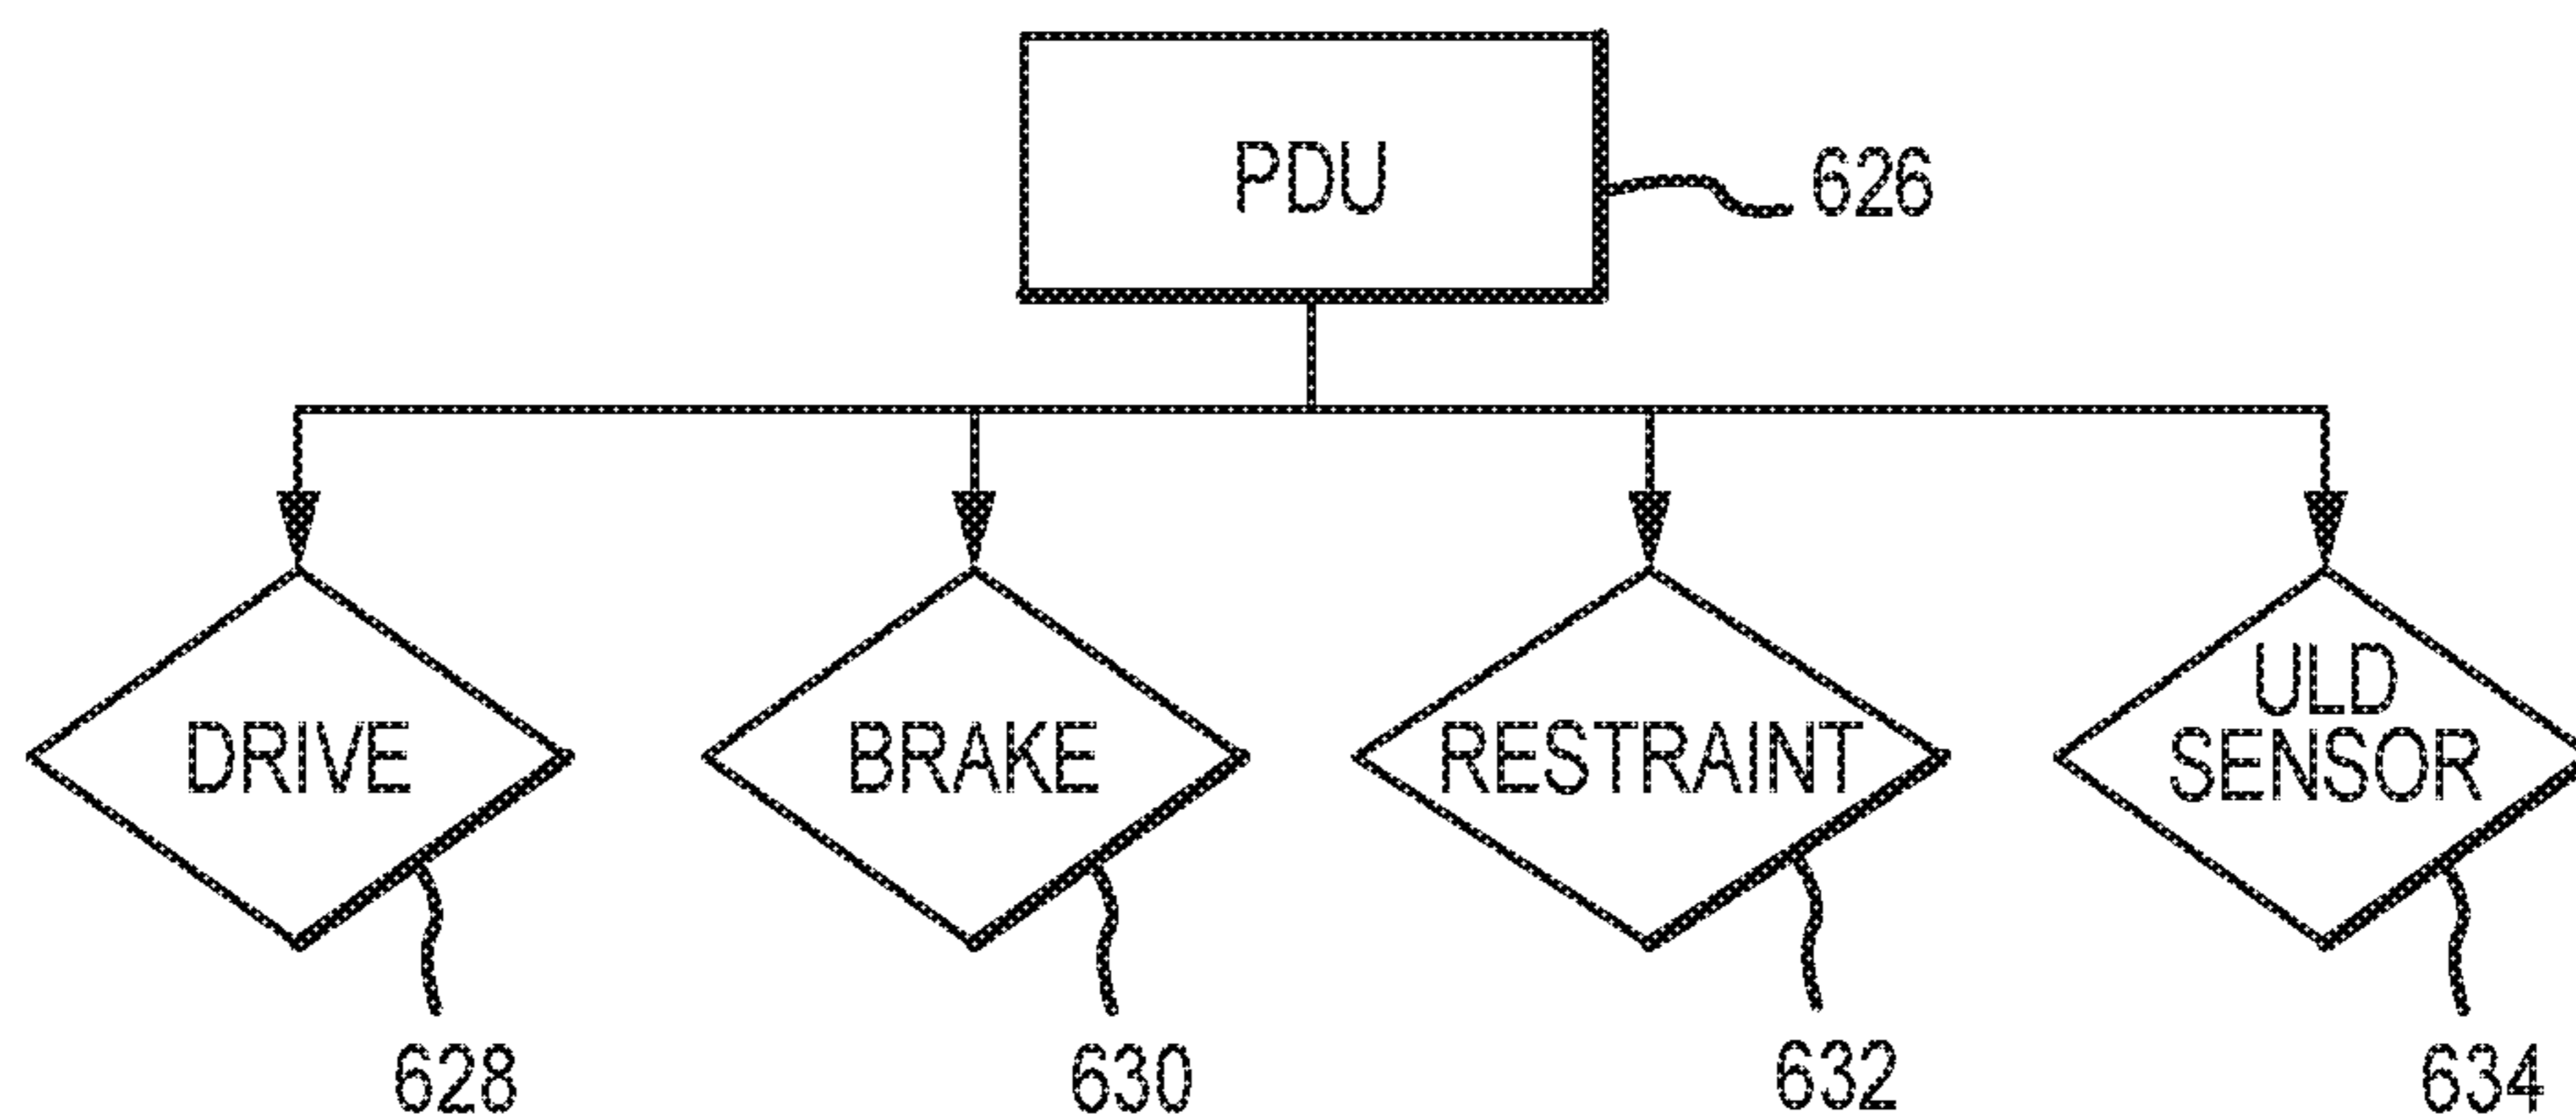 PDU
626
DRIVE
BRAKE
RESTRAINT
ULD
SENSOR
628
630
632
634